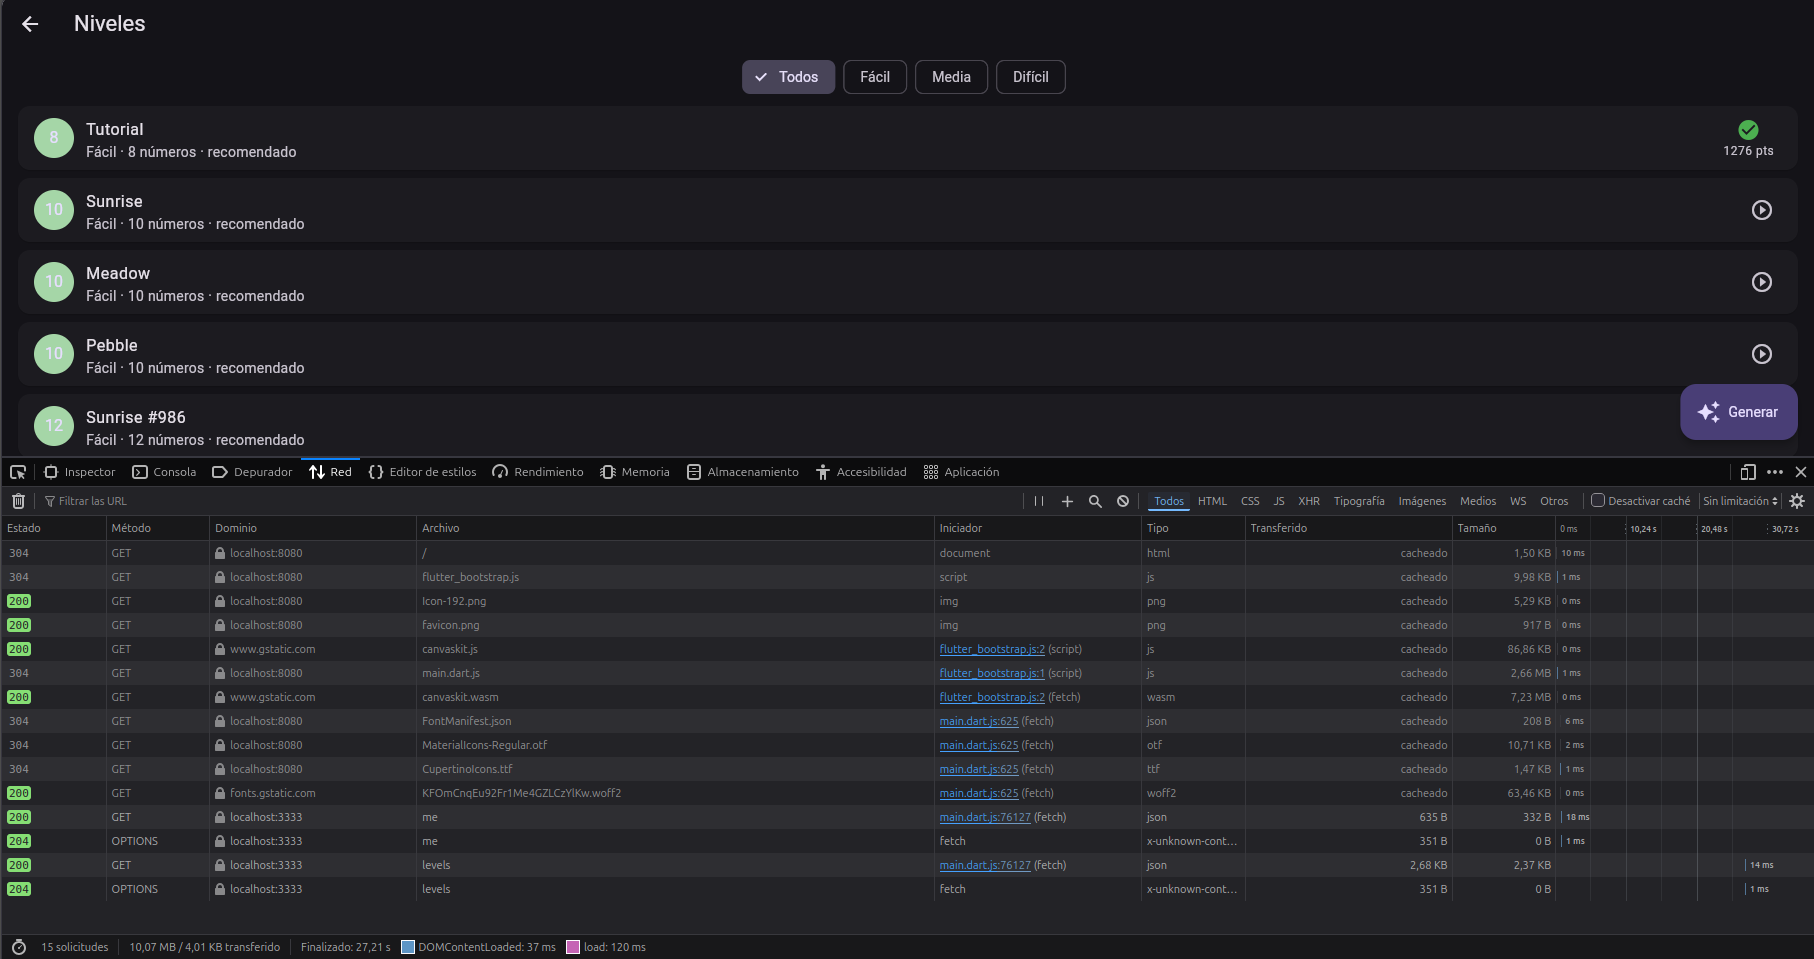 Niveles
Todos Fácil Media Difícil
8 Tutorial
Fácil · 8 números · recomendado
1276 pts
10 Sunrise
Fácil · 10 números · recomendado
10 Meadow
Fácil · 10 números · recomendado
10 Pebble
Fácil · 10 números · recomendado
12 Sunrise #986
Fácil · 12 números · recomendado
Generar
Inspector Consola Depurador Red Editor de estilos Rendimiento Memoria Almacenamiento Accesibilidad Aplicación
Filtrar las URL Todos HTML CSS JS XHR Tipografía Imágenes Medios WS Otros Desactivar caché Sin limitación
Estado Método Dominio Archivo Iniciador Tipo Transferido Tamaño 0 ms 10,24 s 20,48 s 30,72 s
304 GET localhost:8080 / document html cacheado 1,50 KB 10 ms
304 GET localhost:8080 flutter_bootstrap.js script js cacheado 9,98 KB 1 ms
200 GET localhost:8080 Icon-192.png img png cacheado 5,29 KB 0 ms
200 GET localhost:8080 favicon.png img png cacheado 917 B 0 ms
200 GET www.gstatic.com canvaskit.js flutter_bootstrap.js:2 (script) js cacheado 86,86 KB 0 ms
304 GET localhost:8080 main.dart.js flutter_bootstrap.js:1 (script) js cacheado 2,66 MB 1 ms
200 GET www.gstatic.com canvaskit.wasm flutter_bootstrap.js:2 (fetch) wasm cacheado 7,23 MB 0 ms
304 GET localhost:8080 FontManifest.json main.dart.js:625 (fetch) json cacheado 208 B 6 ms
304 GET localhost:8080 MaterialIcons-Regular.otf main.dart.js:625 (fetch) otf cacheado 10,71 KB 2 ms
304 GET localhost:8080 CupertinoIcons.ttf main.dart.js:625 (fetch) ttf cacheado 1,47 KB 1 ms
200 GET fonts.gstatic.com KFOmCnqEu92Fr1Me4GZLCzYlKw.woff2 main.dart.js:625 (fetch) woff2 cacheado 63,46 KB 0 ms
200 GET localhost:3333 me main.dart.js:76127 (fetch) json 635 B 332 B 18 ms
204 OPTIONS localhost:3333 me fetch x-unknown-cont... 351 B 0 B 1 ms
200 GET localhost:3333 levels main.dart.js:76127 (fetch) json 2,68 KB 2,37 KB 14 ms
204 OPTIONS localhost:3333 levels fetch x-unknown-cont... 351 B 0 B 1 ms
15 solicitudes 10,07 MB / 4,01 KB transferido Finalizado: 27,21 s DOMContentLoaded: 37 ms load: 120 ms